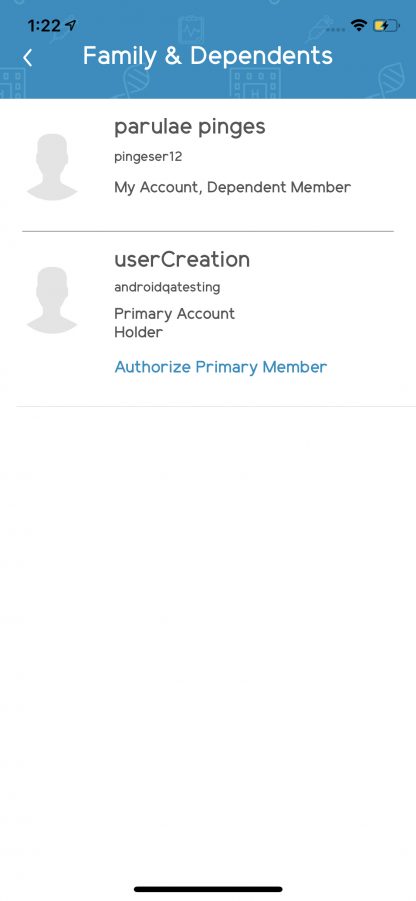 1:22
Family & Dependents
parulae pinges
pingeser12
My Account, Dependent Member
userCreation
androidqatesting
Primary Account
Holder
Authorize Primary Member